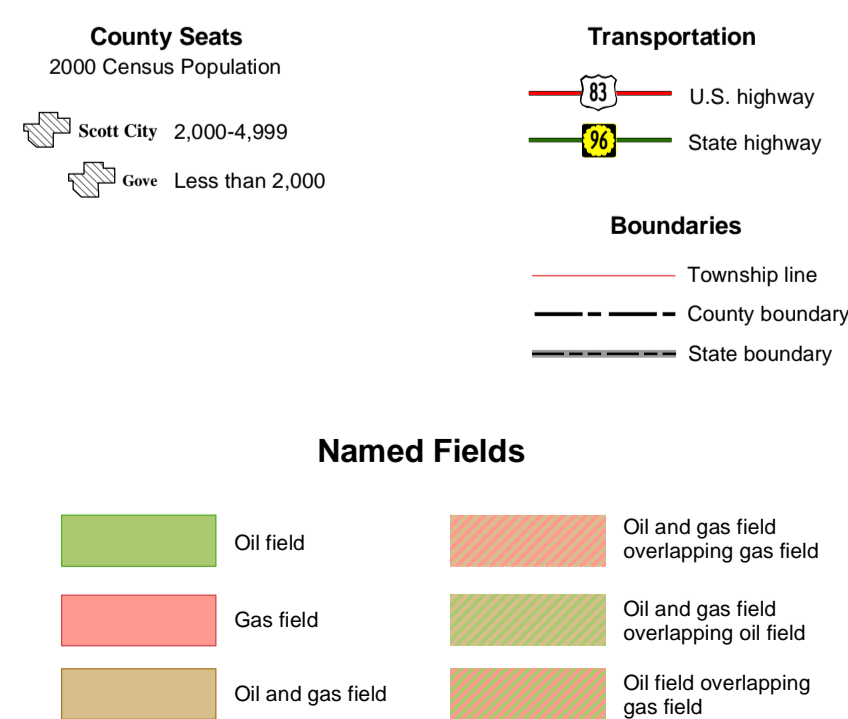 County Seats
2000 Census Population
Scott City 2,000-4,999
Gove Less than 2,000
Transportation
83 U.S. highway
96 State highway
Boundaries
Township line
County boundary
State boundary
Named Fields
Oil field
Gas field
Oil and gas field
Oil and gas field
overlapping gas field
Oil and gas field
overlapping oil field
Oil field overlapping
gas field